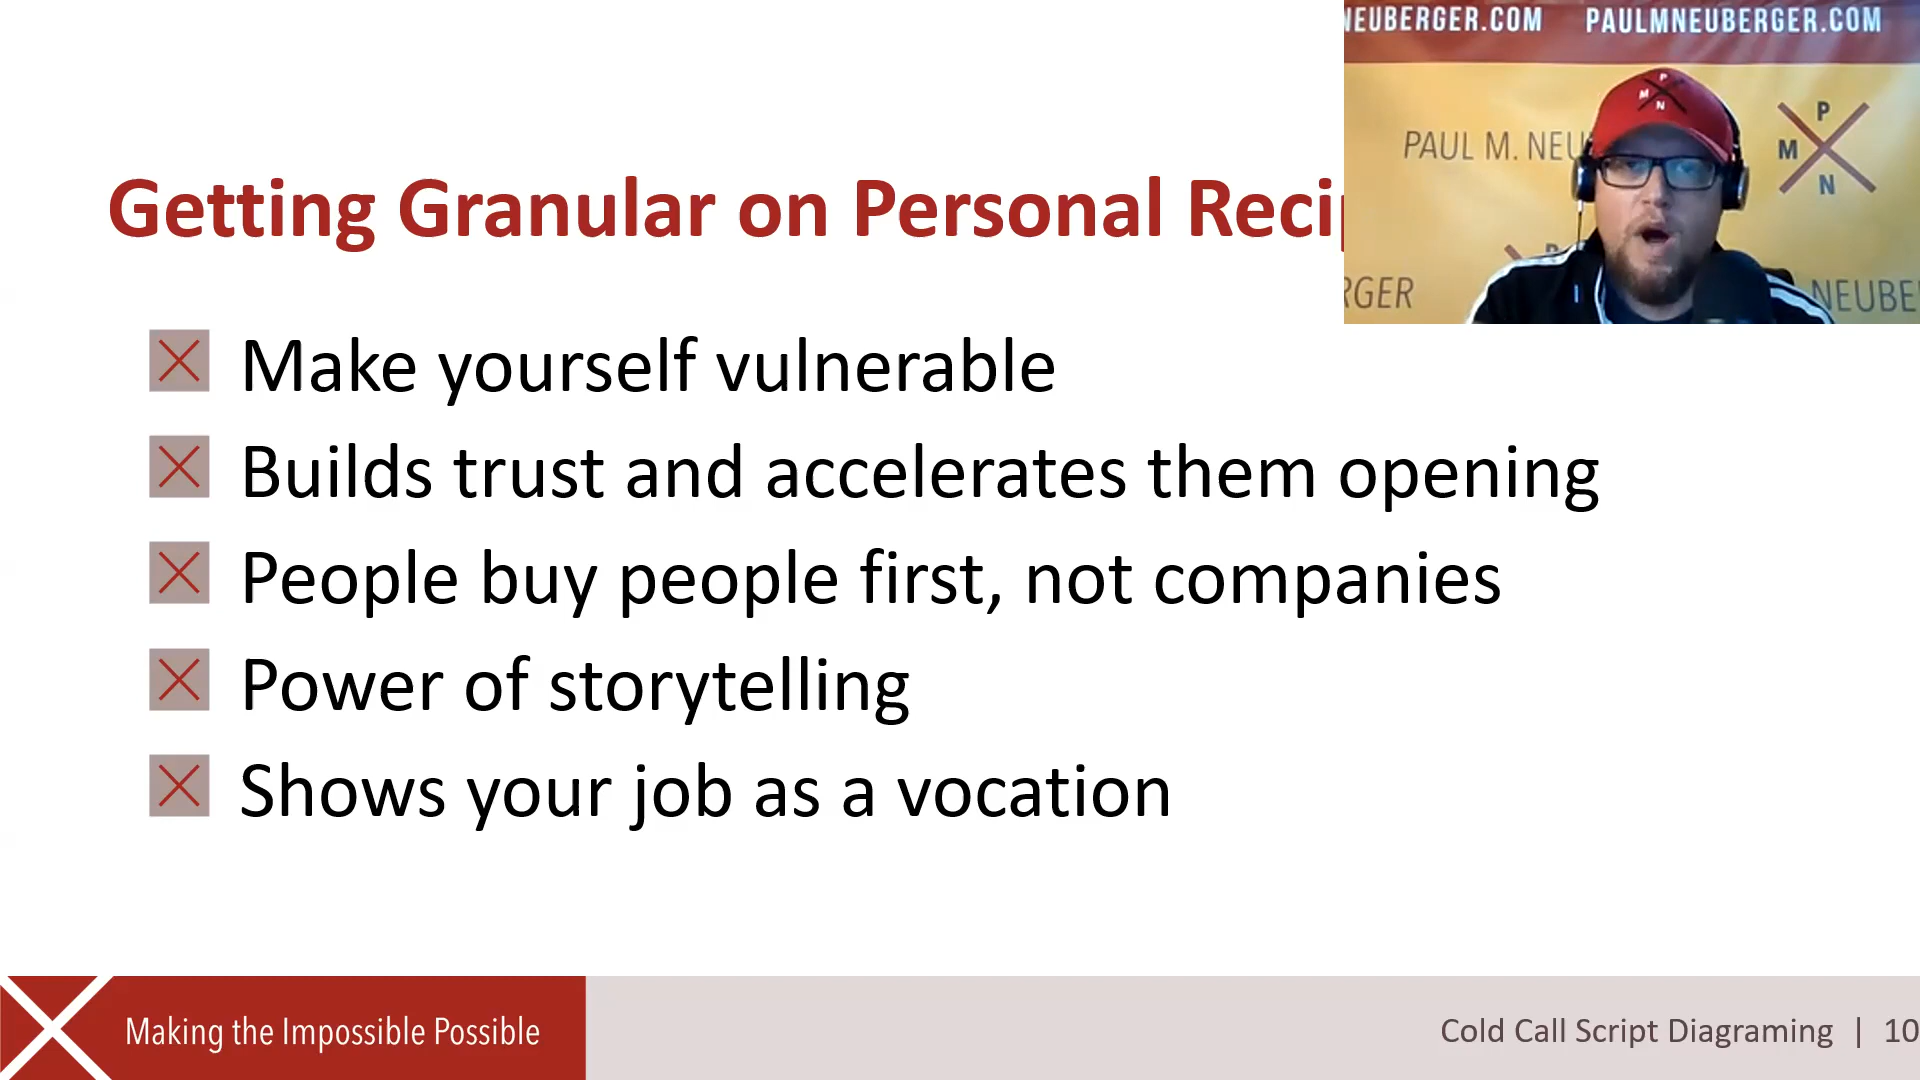 NEUBERGER.COM PAULMNEUBERGER.COM
P
M N
PAUL M. NEU
P
M
N
RGER
NEUBE
Getting Granular on Personal Recip
Make yourself vulnerable
Builds trust and accelerates them opening
People buy people first, not companies
Power of storytelling
Shows your job as a vocation
Making the Impossible Possible
Cold Call Script Diagraming | 10